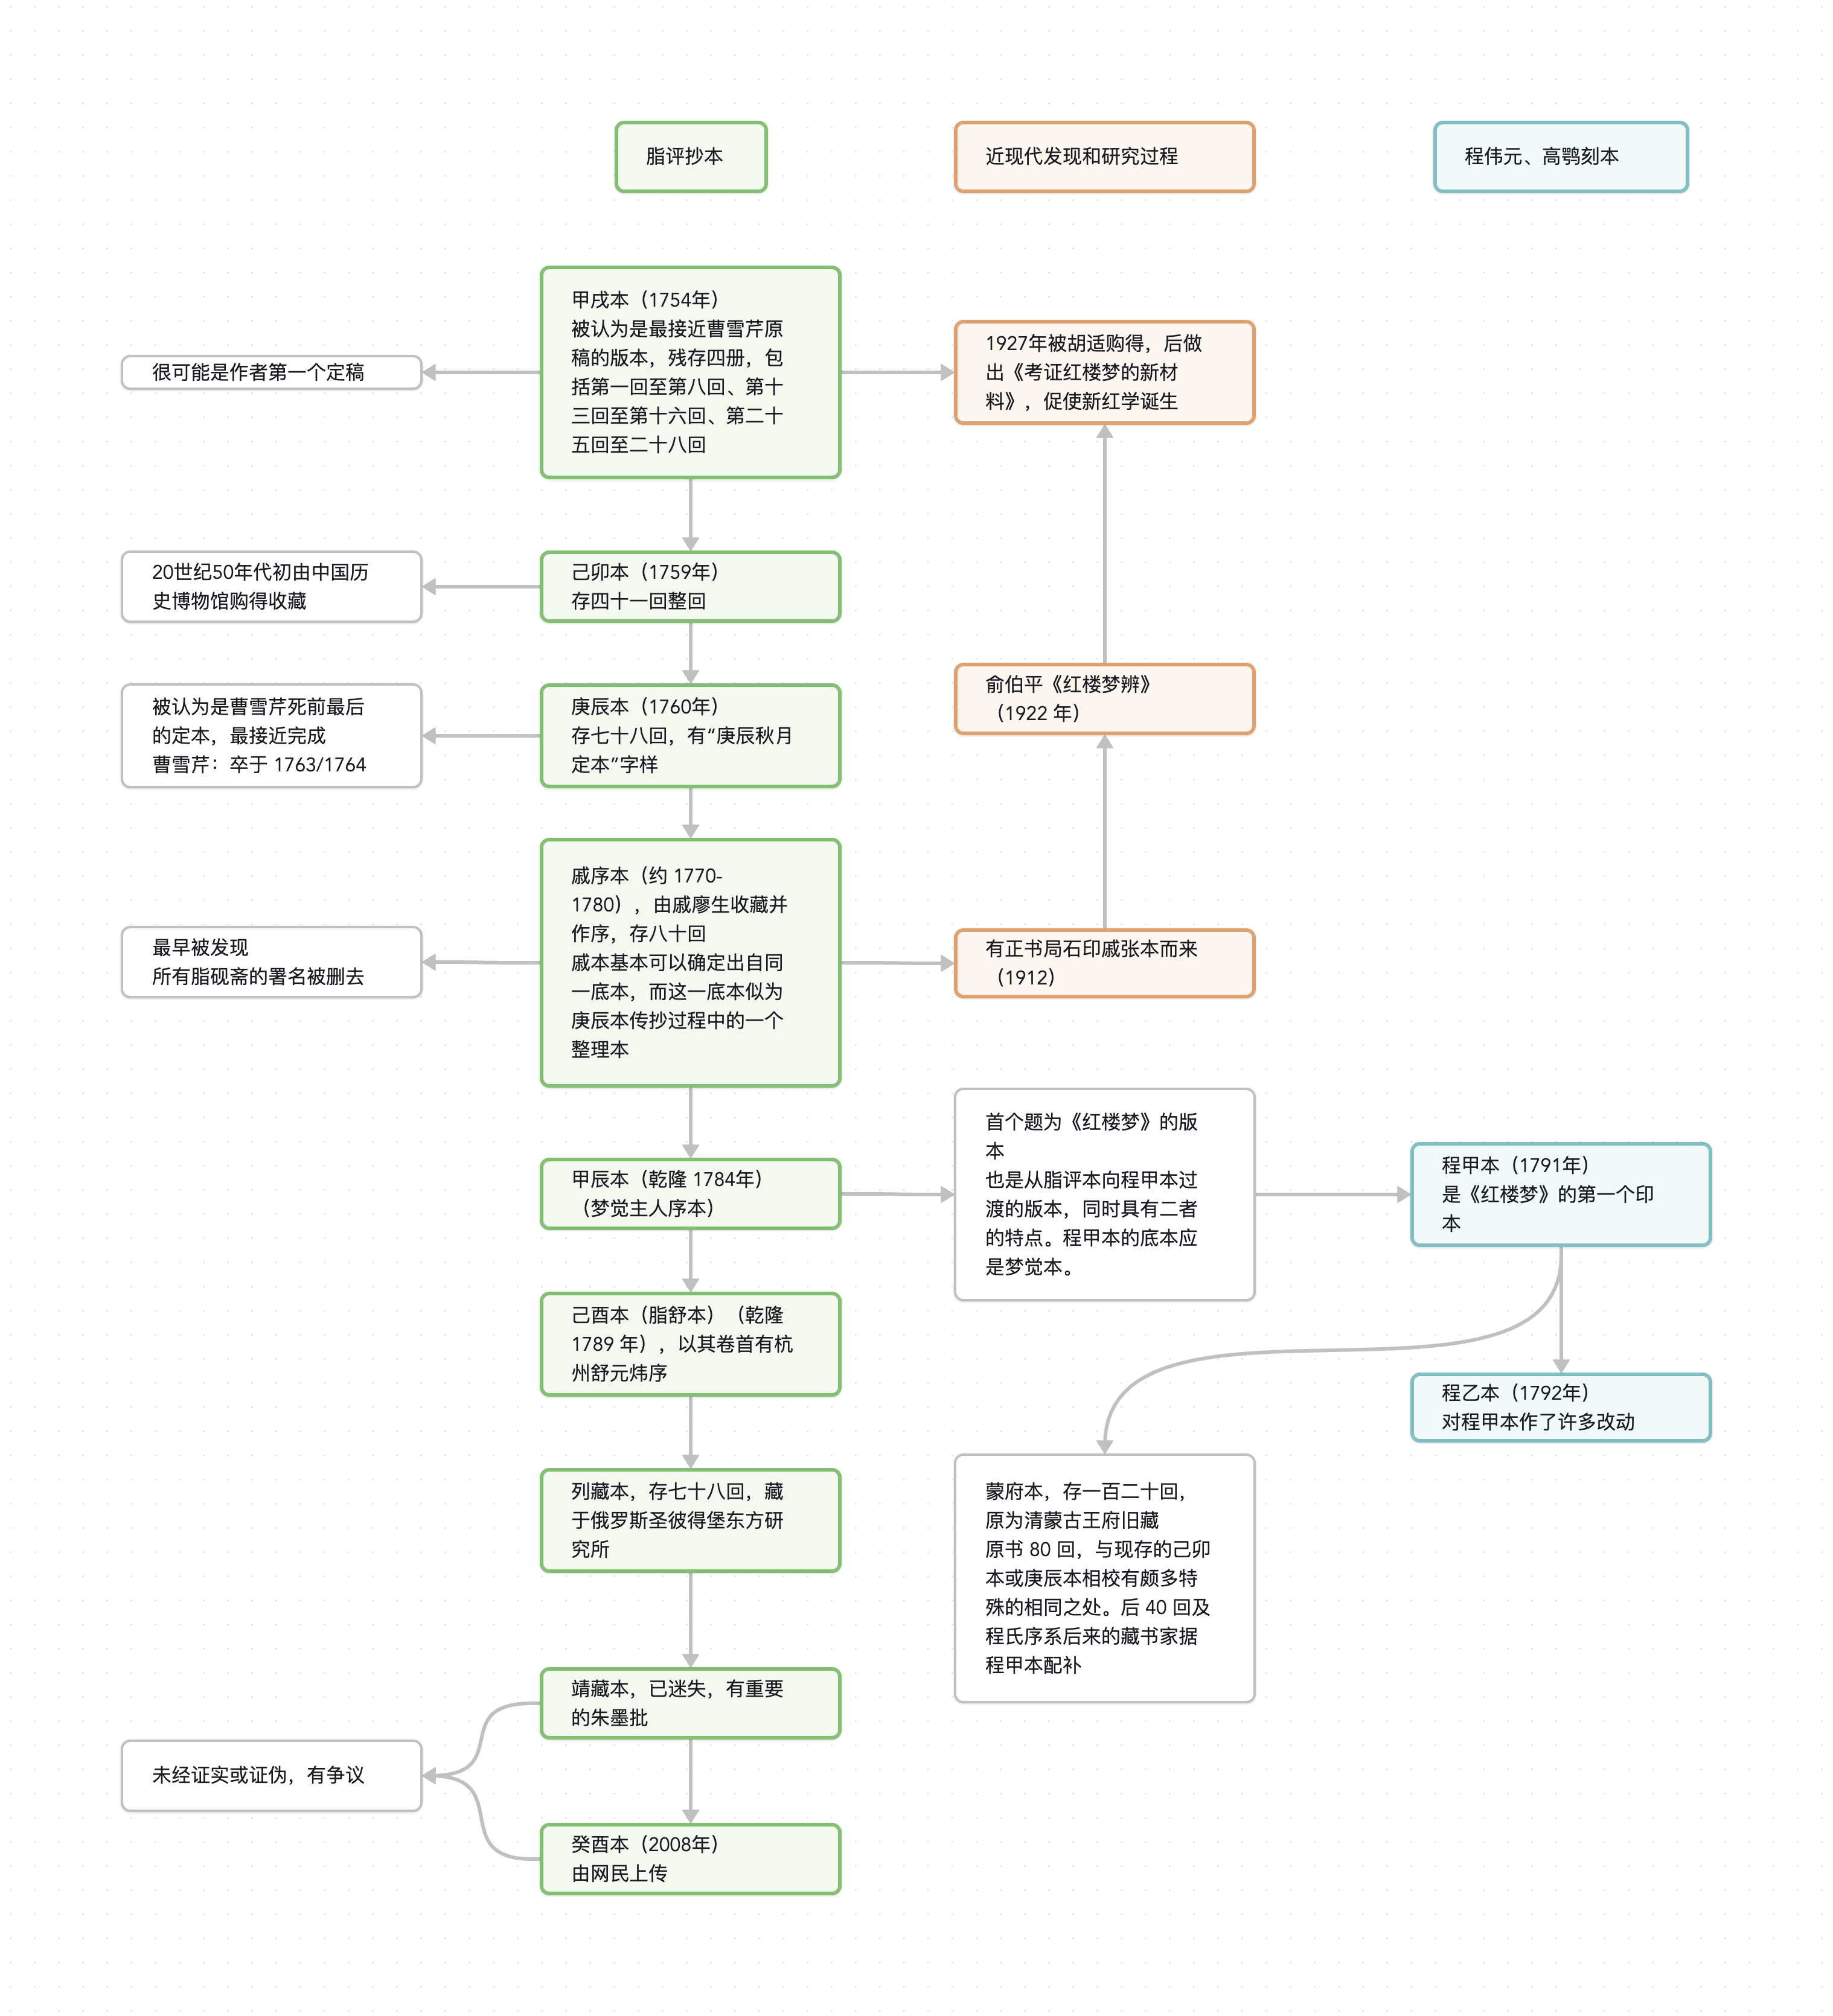 脂评抄本
近现代发现和研究过程
程伟元、高鹗刻本
甲戌本（1754年）
被认为是最接近曹雪芹原
稿的版本，残存四册，包
括第一回至第八回、第十
三回至第十六回、第二十
五回至二十八回
很可能是作者第一个定稿
1927年被胡适购得，后做
出《考证红楼梦的新材
料》，促使新红学诞生
20世纪50年代初由中国历
史博物馆购得收藏
己卯本（1759年）
存四十一回整回
被认为是曹雪芹死前最后
的定本，最接近完成
曹雪芹：卒于 1763/1764
庚辰本（1760年）
存七十八回，有“庚辰秋月
定本”字样
俞伯平《红楼梦辨》
（1922 年）
最早被发现
所有脂砚斋的署名被删去
戚序本（约 1770-
1780），由戚廖生收藏并
作序，存八十回
戚本基本可以确定出自同
一底本，而这一底本似为
庚辰本传抄过程中的一个
整理本
有正书局石印戚张本而来
（1912）
甲辰本（乾隆 1784年）
（梦觉主人序本）
首个题为《红楼梦》的版
本
也是从脂评本向程甲本过
渡的版本，同时具有二者
的特点。程甲本的底本应
是梦觉本。
程甲本（1791年）
是《红楼梦》的第一个印
本
己酉本（脂舒本）（乾隆
1789 年），以其卷首有杭
州舒元炜序
程乙本（1792年）
对程甲本作了许多改动
列藏本，存七十八回，藏
于俄罗斯圣彼得堡东方研
究所
蒙府本，存一百二十回，
原为清蒙古王府旧藏
原书 80 回，与现存的己卯
本或庚辰本相校有颇多特
殊的相同之处。后 40 回及
程氏序系后来的藏书家据
程甲本配补
靖藏本，已迷失，有重要
的朱墨批
未经证实或证伪，有争议
癸酉本（2008年）
由网民上传